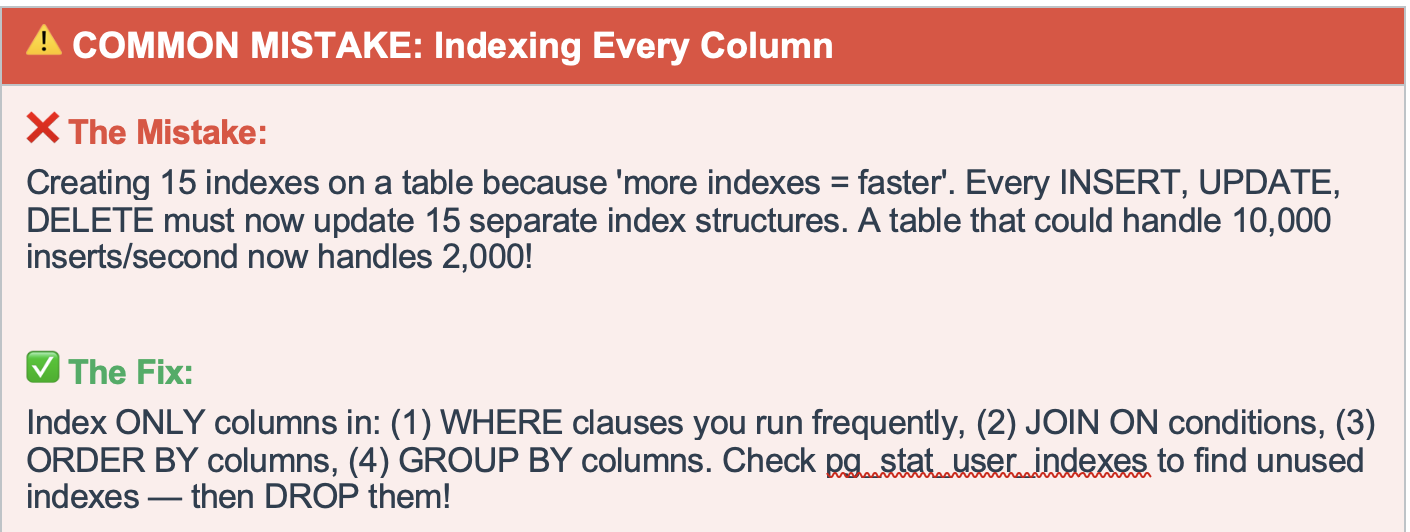 ⚠️ COMMON MISTAKE: Indexing Every Column
❌ The Mistake:
Creating 15 indexes on a table because 'more indexes = faster'. Every INSERT, UPDATE,
DELETE must now update 15 separate index structures. A table that could handle 10,000
inserts/second now handles 2,000!
✅ The Fix:
Index ONLY columns in: (1) WHERE clauses you run frequently, (2) JOIN ON conditions, (3)
ORDER BY columns, (4) GROUP BY columns. Check pg_stat_user_indexes to find unused
indexes — then DROP them!